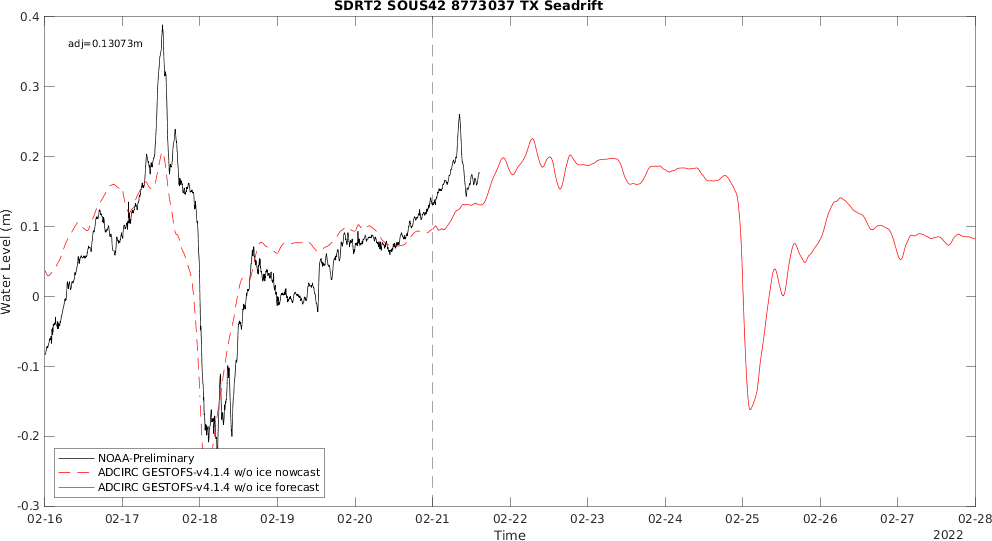 SDRT2 SOUS42 8773037 TX Seadrift
adj=0.13073m
0.4
0.3
0.2
0.1
0
-0.1
-0.2
-0.3
Water Level (m)
NOAA-Preliminary
ADCIRC GESTOFS-v4.1.4 w/o ice nowcast
ADCIRC GESTOFS-v4.1.4 w/o ice forecast
02-16 02-17 02-18 02-19 02-20 02-21 02-22 02-23 02-24 02-25 02-26 02-27 02-28
Time
2022